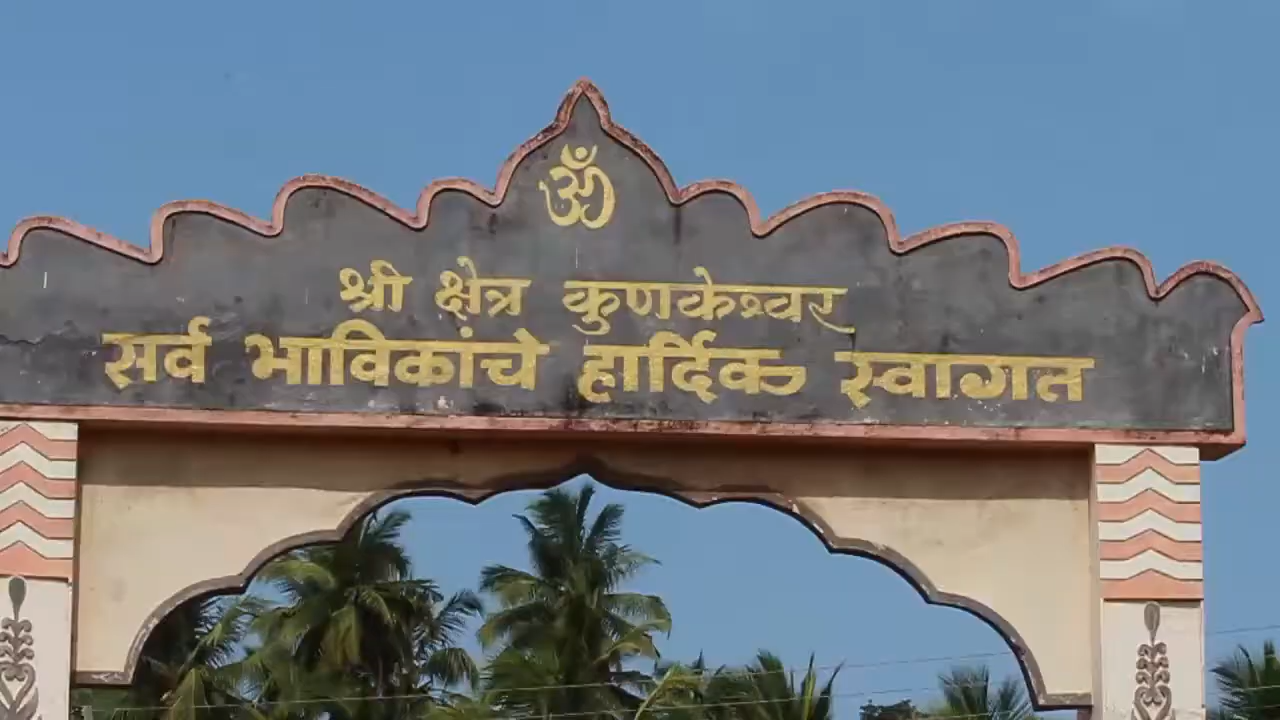 ॐ
श्री क्षेत्र कुणकेश्वर
सर्व भाविकांचे हार्दिक स्वागत